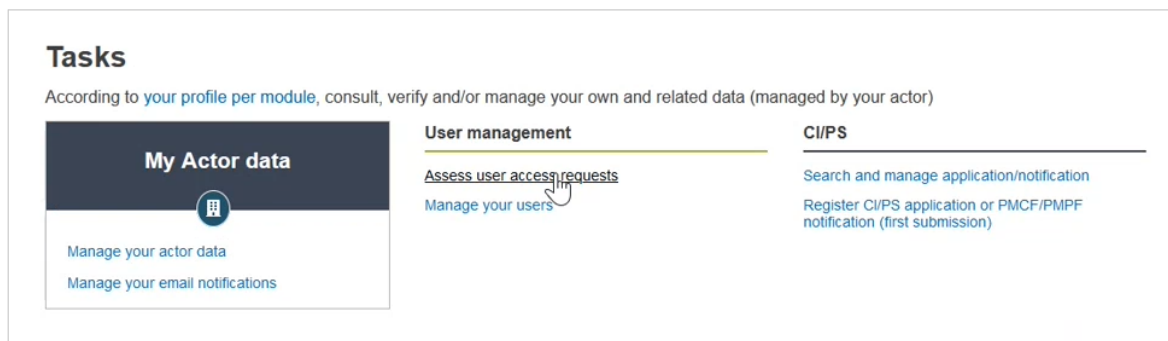 Tasks
According to your profile per module, consult, verify and/or manage your own and related data (managed by your actor)
My Actor data
Manage your actor data
Manage your email notifications
User management
Assess user access requests
Manage your users
CI/PS
Search and manage application/notification
Register CI/PS application or PMCF/PMPF
notification (first submission)